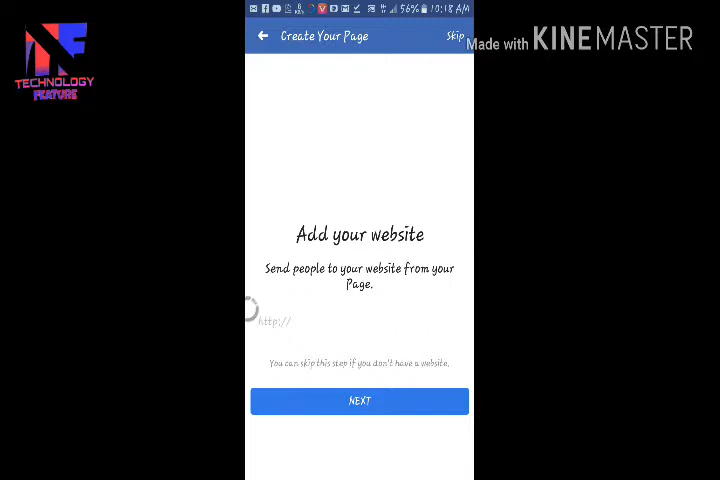 56% 10:18 AM
Create Your Page
Skip
Made with KINEMASTER
NF
TECHNOLOGY
FEATURE
Add your website
Send people to your website from your
Page.
http://
You can skip this step if you don't have a website.
NEXT